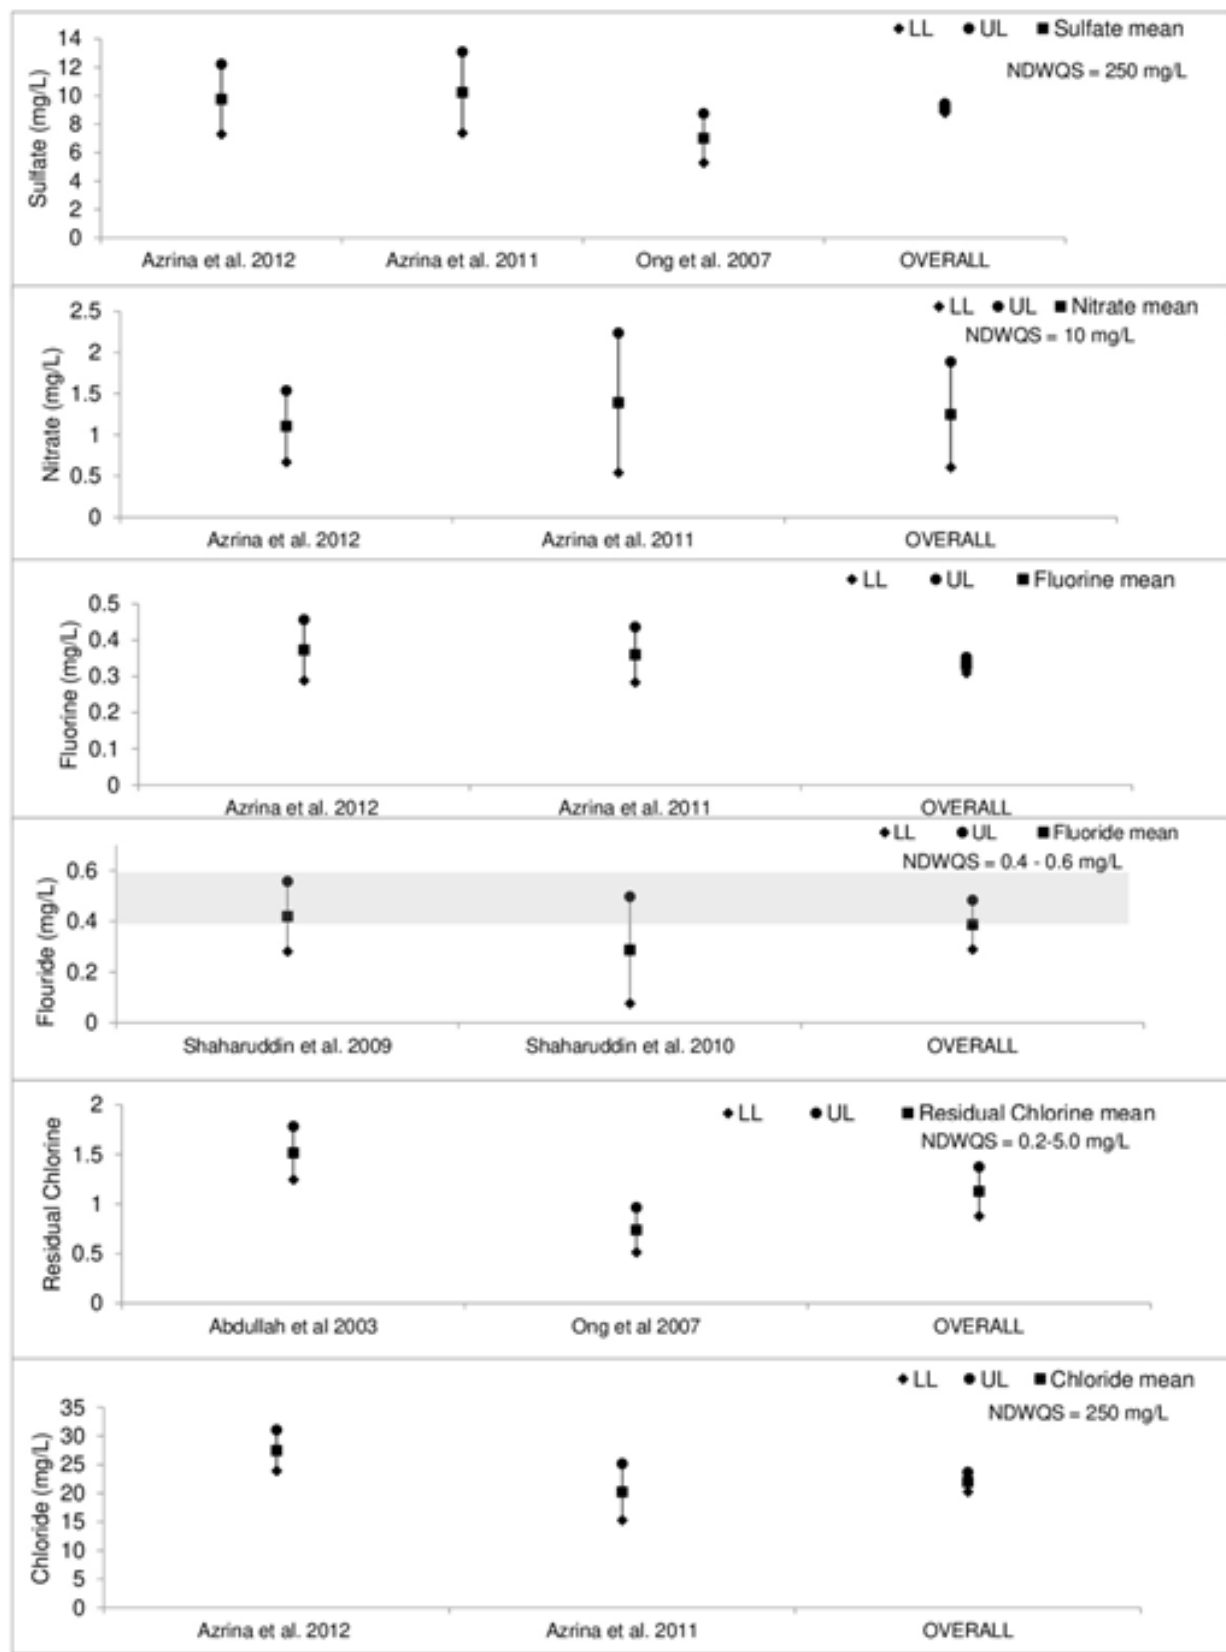 ◆ LL ● UL ■ Sulfate mean
NDWQS = 250 mg/L
Sulfate (mg/L)
14
12
10
8
6
4
2
0
Azrina et al. 2012 Azrina et al. 2011 Ong et al. 2007 OVERALL
◆ LL ● UL ■ Nitrate mean
NDWQS = 10 mg/L
Nitrate (mg/L)
2.5
2
1.5
1
0.5
0
Azrina et al. 2012 Azrina et al. 2011 OVERALL
◆ LL ● UL ■ Fluorine mean
Fluorine (mg/L)
0.5
0.4
0.3
0.2
0.1
0
Azrina et al. 2012 Azrina et al. 2011 OVERALL
◆ LL ● UL ■ Fluoride mean
NDWQS = 0.4 - 0.6 mg/L
Flouride (mg/L)
0.6
0.4
0.2
0
Shaharuddin et al. 2009 Shaharuddin et al. 2010 OVERALL
◆ LL ● UL ■ Residual Chlorine mean
NDWQS = 0.2-5.0 mg/L
Residual Chlorine
2
1.5
1
0.5
0
Abdullah et al 2003 Ong et al 2007 OVERALL
◆ LL ● UL ■ Chloride mean
NDWQS = 250 mg/L
Chloride (mg/L)
35
30
25
20
15
10
5
0
Azrina et al. 2012 Azrina et al. 2011 OVERALL